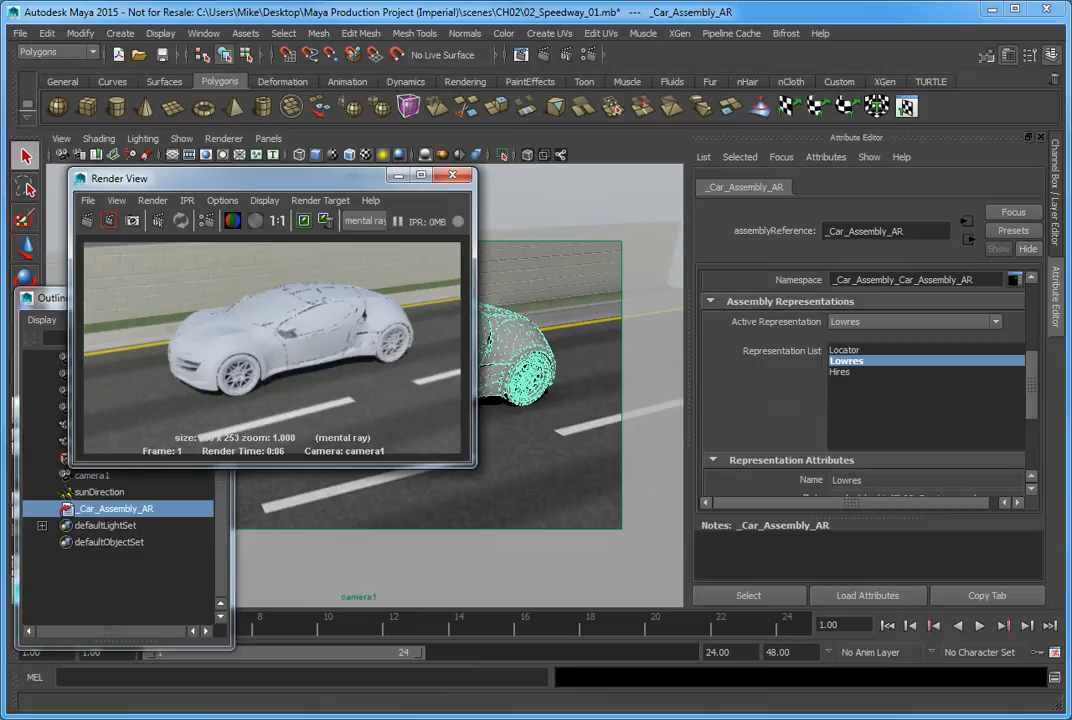 Autodesk Maya 2015 - Not for Resale: C:\Users\Mike\Desktop\Maya Production Project (Imperial)\scenes\CH02\02_Speedway_01.mb* --- _Car_Assembly_AR
File Edit Modify Create Display Window Assets Select Mesh Edit Mesh Mesh Tools Normals Color Create UVs Edit UVs Muscle XGen Pipeline Cache Bifrost Help
Polygons No Live Surface
General Curves Surfaces Polygons Deformation Animation Dynamics Rendering PaintEffects Toon Muscle Fluids Fur nHair nCloth Custom XGen TURTLE
View Shading Lighting Show Renderer Panels
Attribute Editor
List Selected Focus Attributes Show Help
_Car_Assembly_AR
Focus
assemblyReference: _Car_Assembly_AR
Presets
Show Hide
Namespace _Car_Assembly_Car_Assembly_AR
Assembly Representations
Active Representation Lowres
Representation List Locator
Lowres
Hires
Representation Attributes
Name Lowres
Notes: _Car_Assembly_AR
Select Load Attributes Copy Tab
Channel Box / Layer Editor
Attribute Editor
Render View
File View Render IPR Options Display Render Target Help
1:1 mental ray IPR: 0MB
size: 253 zoom: 1.000 (mental ray)
Frame: 1 Render Time: 0:06 Camera: camera1
Outline
Display
camera1
sunDirection
_Car_Assembly_AR
defaultLightSet
defaultObjectSet
camera1
8 10 12 14 16 18 20 22 24
1.00
1.00 1.00 1 24 24.00 48.00 No Anim Layer No Character Set
MEL